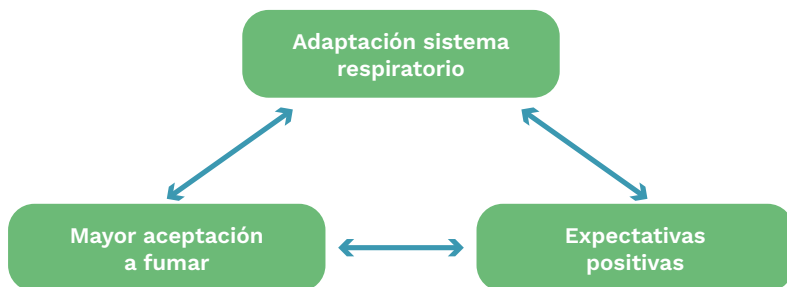 Adaptación sistema
respiratorio
Mayor aceptación
a fumar
Expectativas
positivas